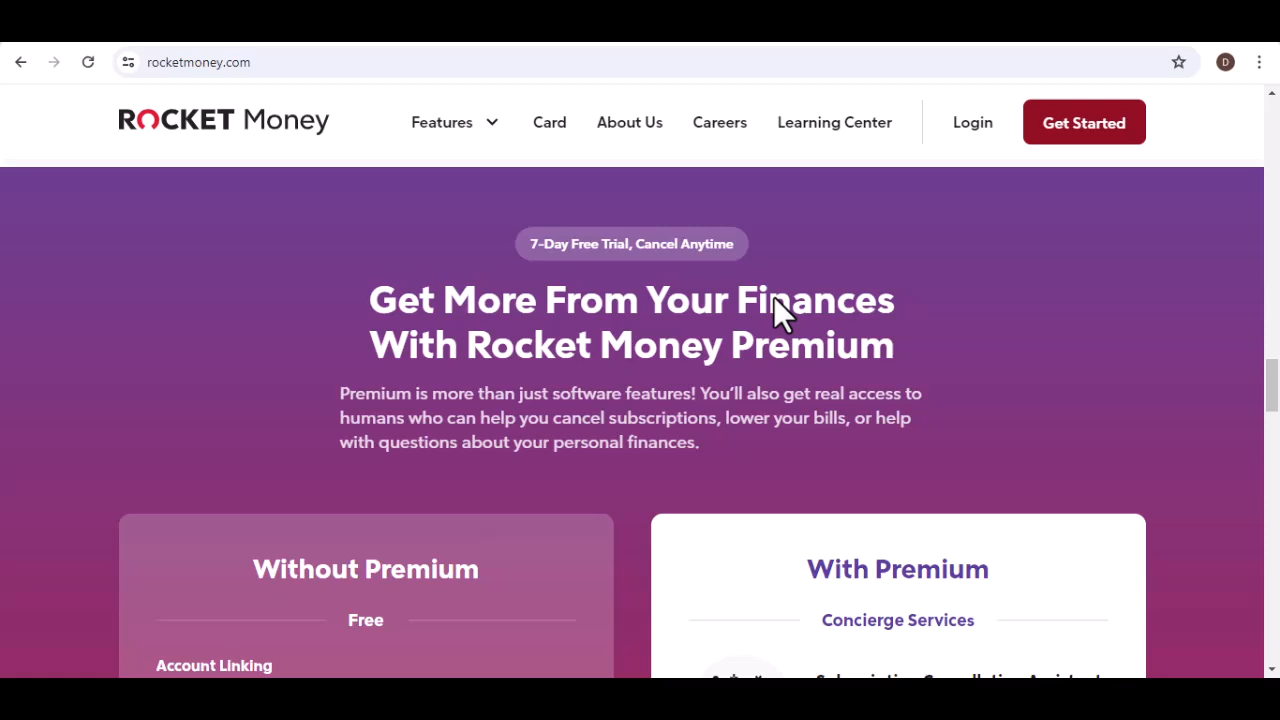 rocketmoney.com
D
ROCKET Money
Features
Card
About Us
Careers
Learning Center
Login
Get Started
7-Day Free Trial, Cancel Anytime
Get More From Your Finances
With Rocket Money Premium
Premium is more than just software features! You'll also get real access to
humans who can help you cancel subscriptions, lower your bills, or help
with questions about your personal finances.
Without Premium
Free
Account Linking
With Premium
Concierge Services